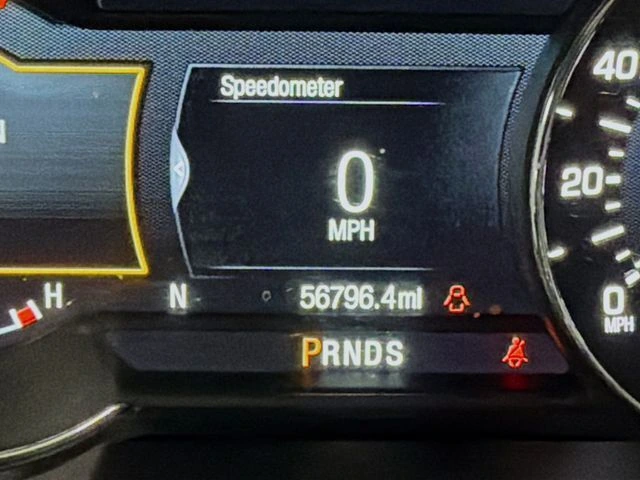 Speedometer
0
MPH
40
20
0
MPH
H
N
56796.4mi
PRNDS